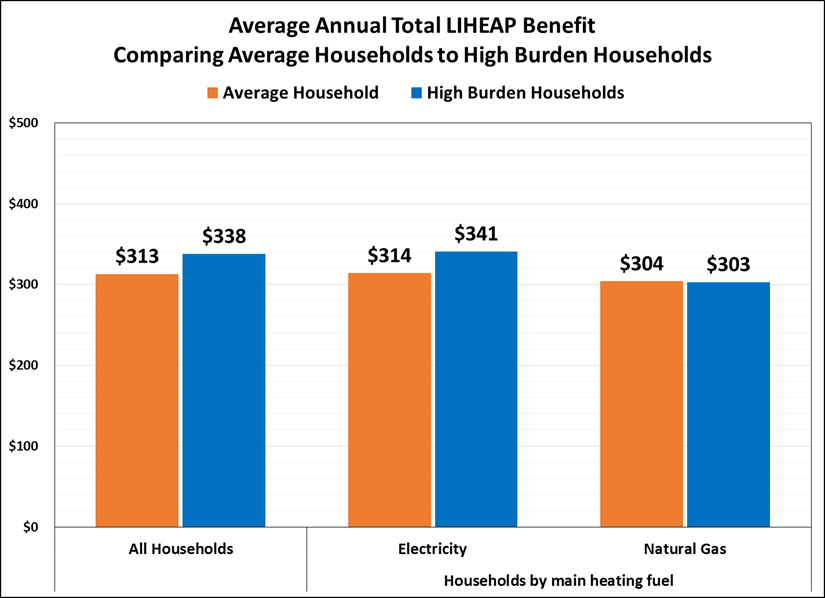 Average Annual Total LIHEAP Benefit
Comparing Average Households to High Burden Households
Average Household High Burden Households
$500
$400
$300
$200
$100
$0
$313 $338 $314 $341 $304 $303
All Households Electricity Natural Gas
Households by main heating fuel